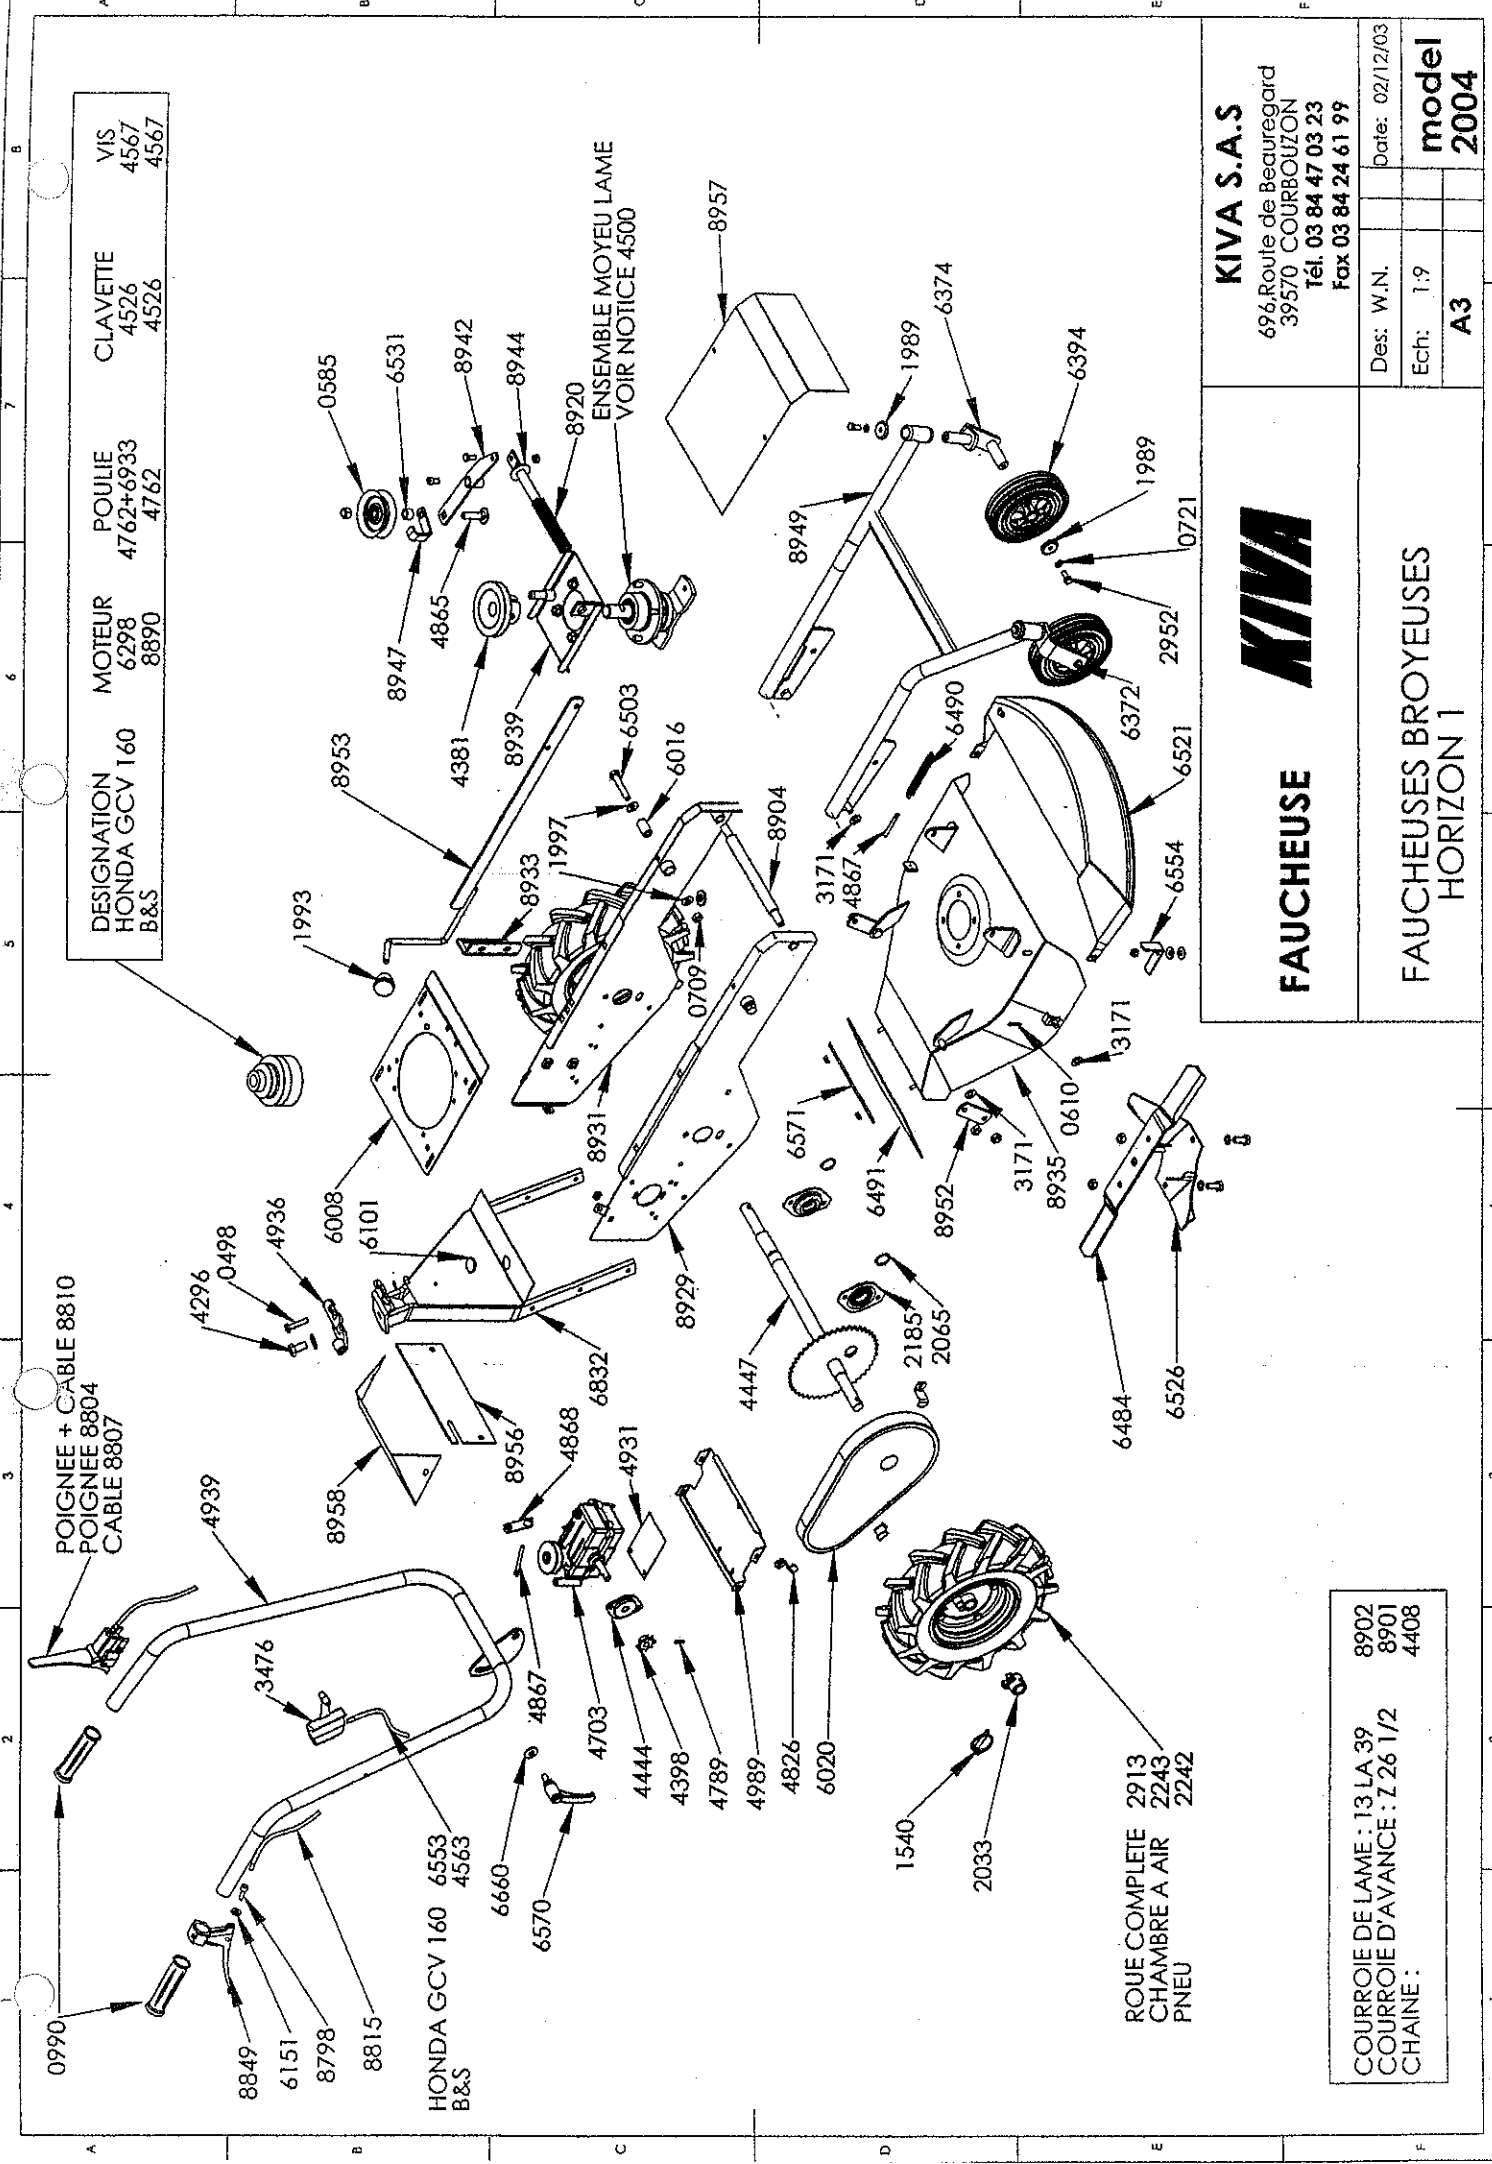 POIGNEE + CABLE 8810
POIGNEE 8804
CABLE 8807
0990
4939
3476
8849
6151
8798
8815
HONDA GCV 160 6553
B&S 4563
4296
0498
4936
6008
6101
8958
8956
6832
4868
4931
4867
4703
4444
4398
4789
4989
4826
6020
6660
6570
1540
2033
ROUE COMPLETE 2913
CHAMBRE A AIR 2243
PNEU 2242
COURROIE DE LAME : 13 LA 39 8902
COURROIE D'AVANCE : Z 26 1/2 8901
CHAINE : 4408
DESIGNATION MOTEUR POULIE CLAVETTE VIS
HONDA GCV 160 6298 4762+6933 4526 4567
B&S 8890 4762 4526 4567
1993
8953
8933
1997
6503
6016
8904
0709
8931
8929
4447
2185
2065
6571
6491
8952
3171
8935
0610
3171
6484
6526
6554
6521
3171
4867
6490
6372
2952
0721
1989
6394
6374
1989
8949
8957
0585
6531
8942
8944
8920
8947
4865
4381
8939
ENSEMBLE MOYEU LAME
VOIR NOTICE 4500
FAUCHEUSE
KIVA
KIVA S.A.S
696,Route de Beauregard
39570 COURBOUZON
Tél. 03 84 47 03 23
Fax 03 84 24 61 99
FAUCHEUSES BROYEUSES
HORIZON 1
Des: W.N.
Date: 02/12/03
Ech: 1:9
A3
model
2004
A
B
C
D
E
F
A
B
C
D
E
F
2
3
4
5
6
7
8